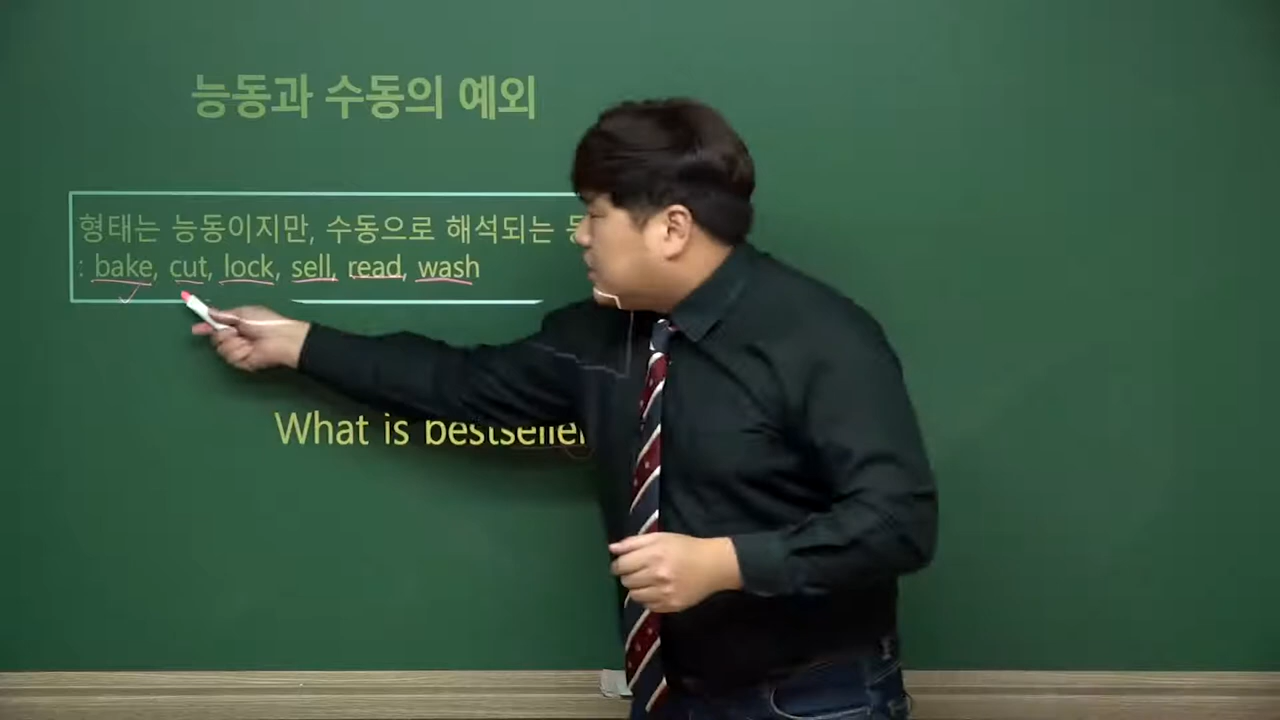 능동과 수동의 예외
형태는 능동이지만, 수동으로 해석되는
: bake, cut, lock, sell, read, wash
What is bestseller